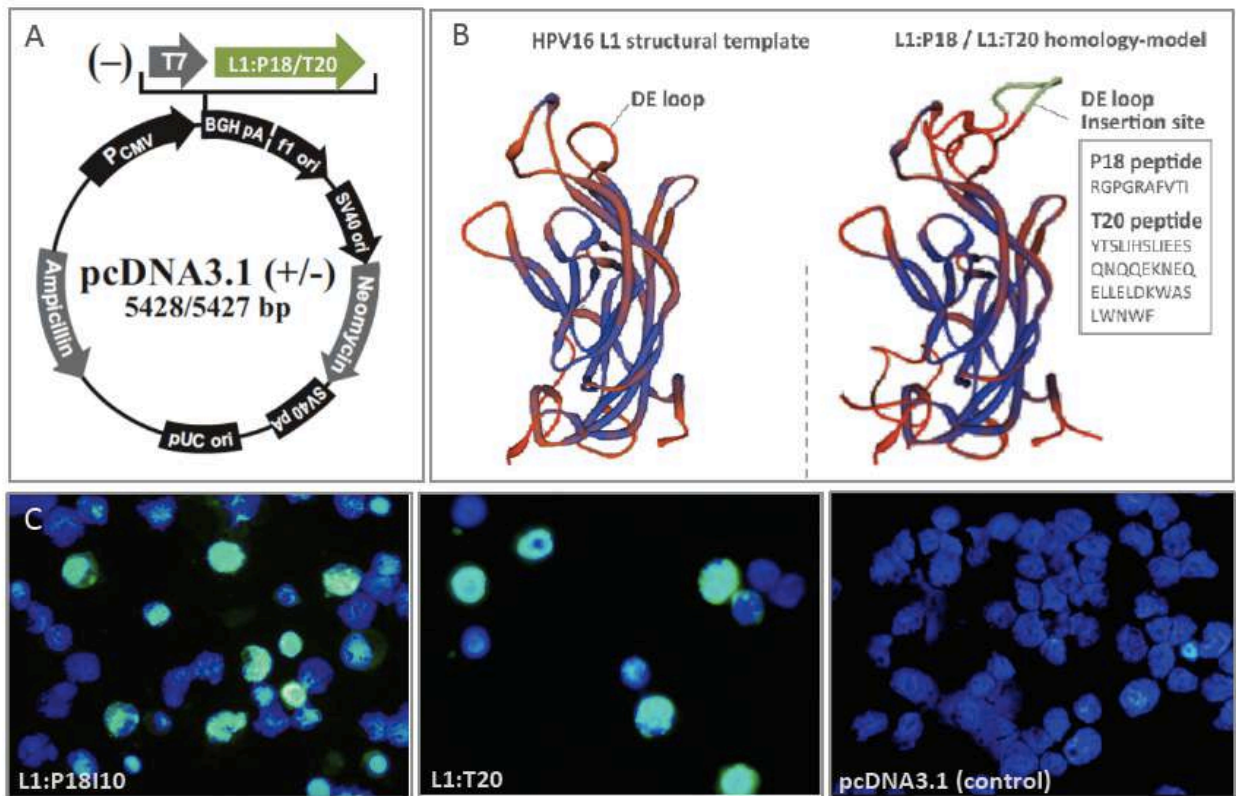 A
(–)
T7
L1:P18/T20
PCMV
BGH pA
f1 ori
SV40 ori
Neomycin
SV40 pA
pUC ori
Ampicillin
pcDNA3.1 (+/-)
5428/5427 bp
B
HPV16 L1 structural template
DE loop
L1:P18 / L1:T20 homology-model
DE loop
Insertion site
P18 peptide
RGPGRAFVTI
T20 peptide
YTSLIHSLIEES
QNQQEKNEQ
ELLELDKWAS
LWNWF
C
L1:P18I10
L1:T20
pcDNA3.1 (control)